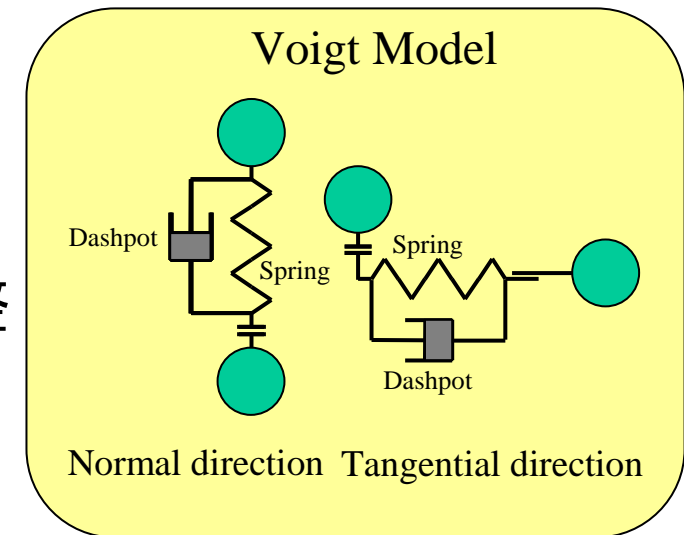 Voigt Model
Dashpot
Spring
Spring
Dashpot
Normal direction Tangential direction